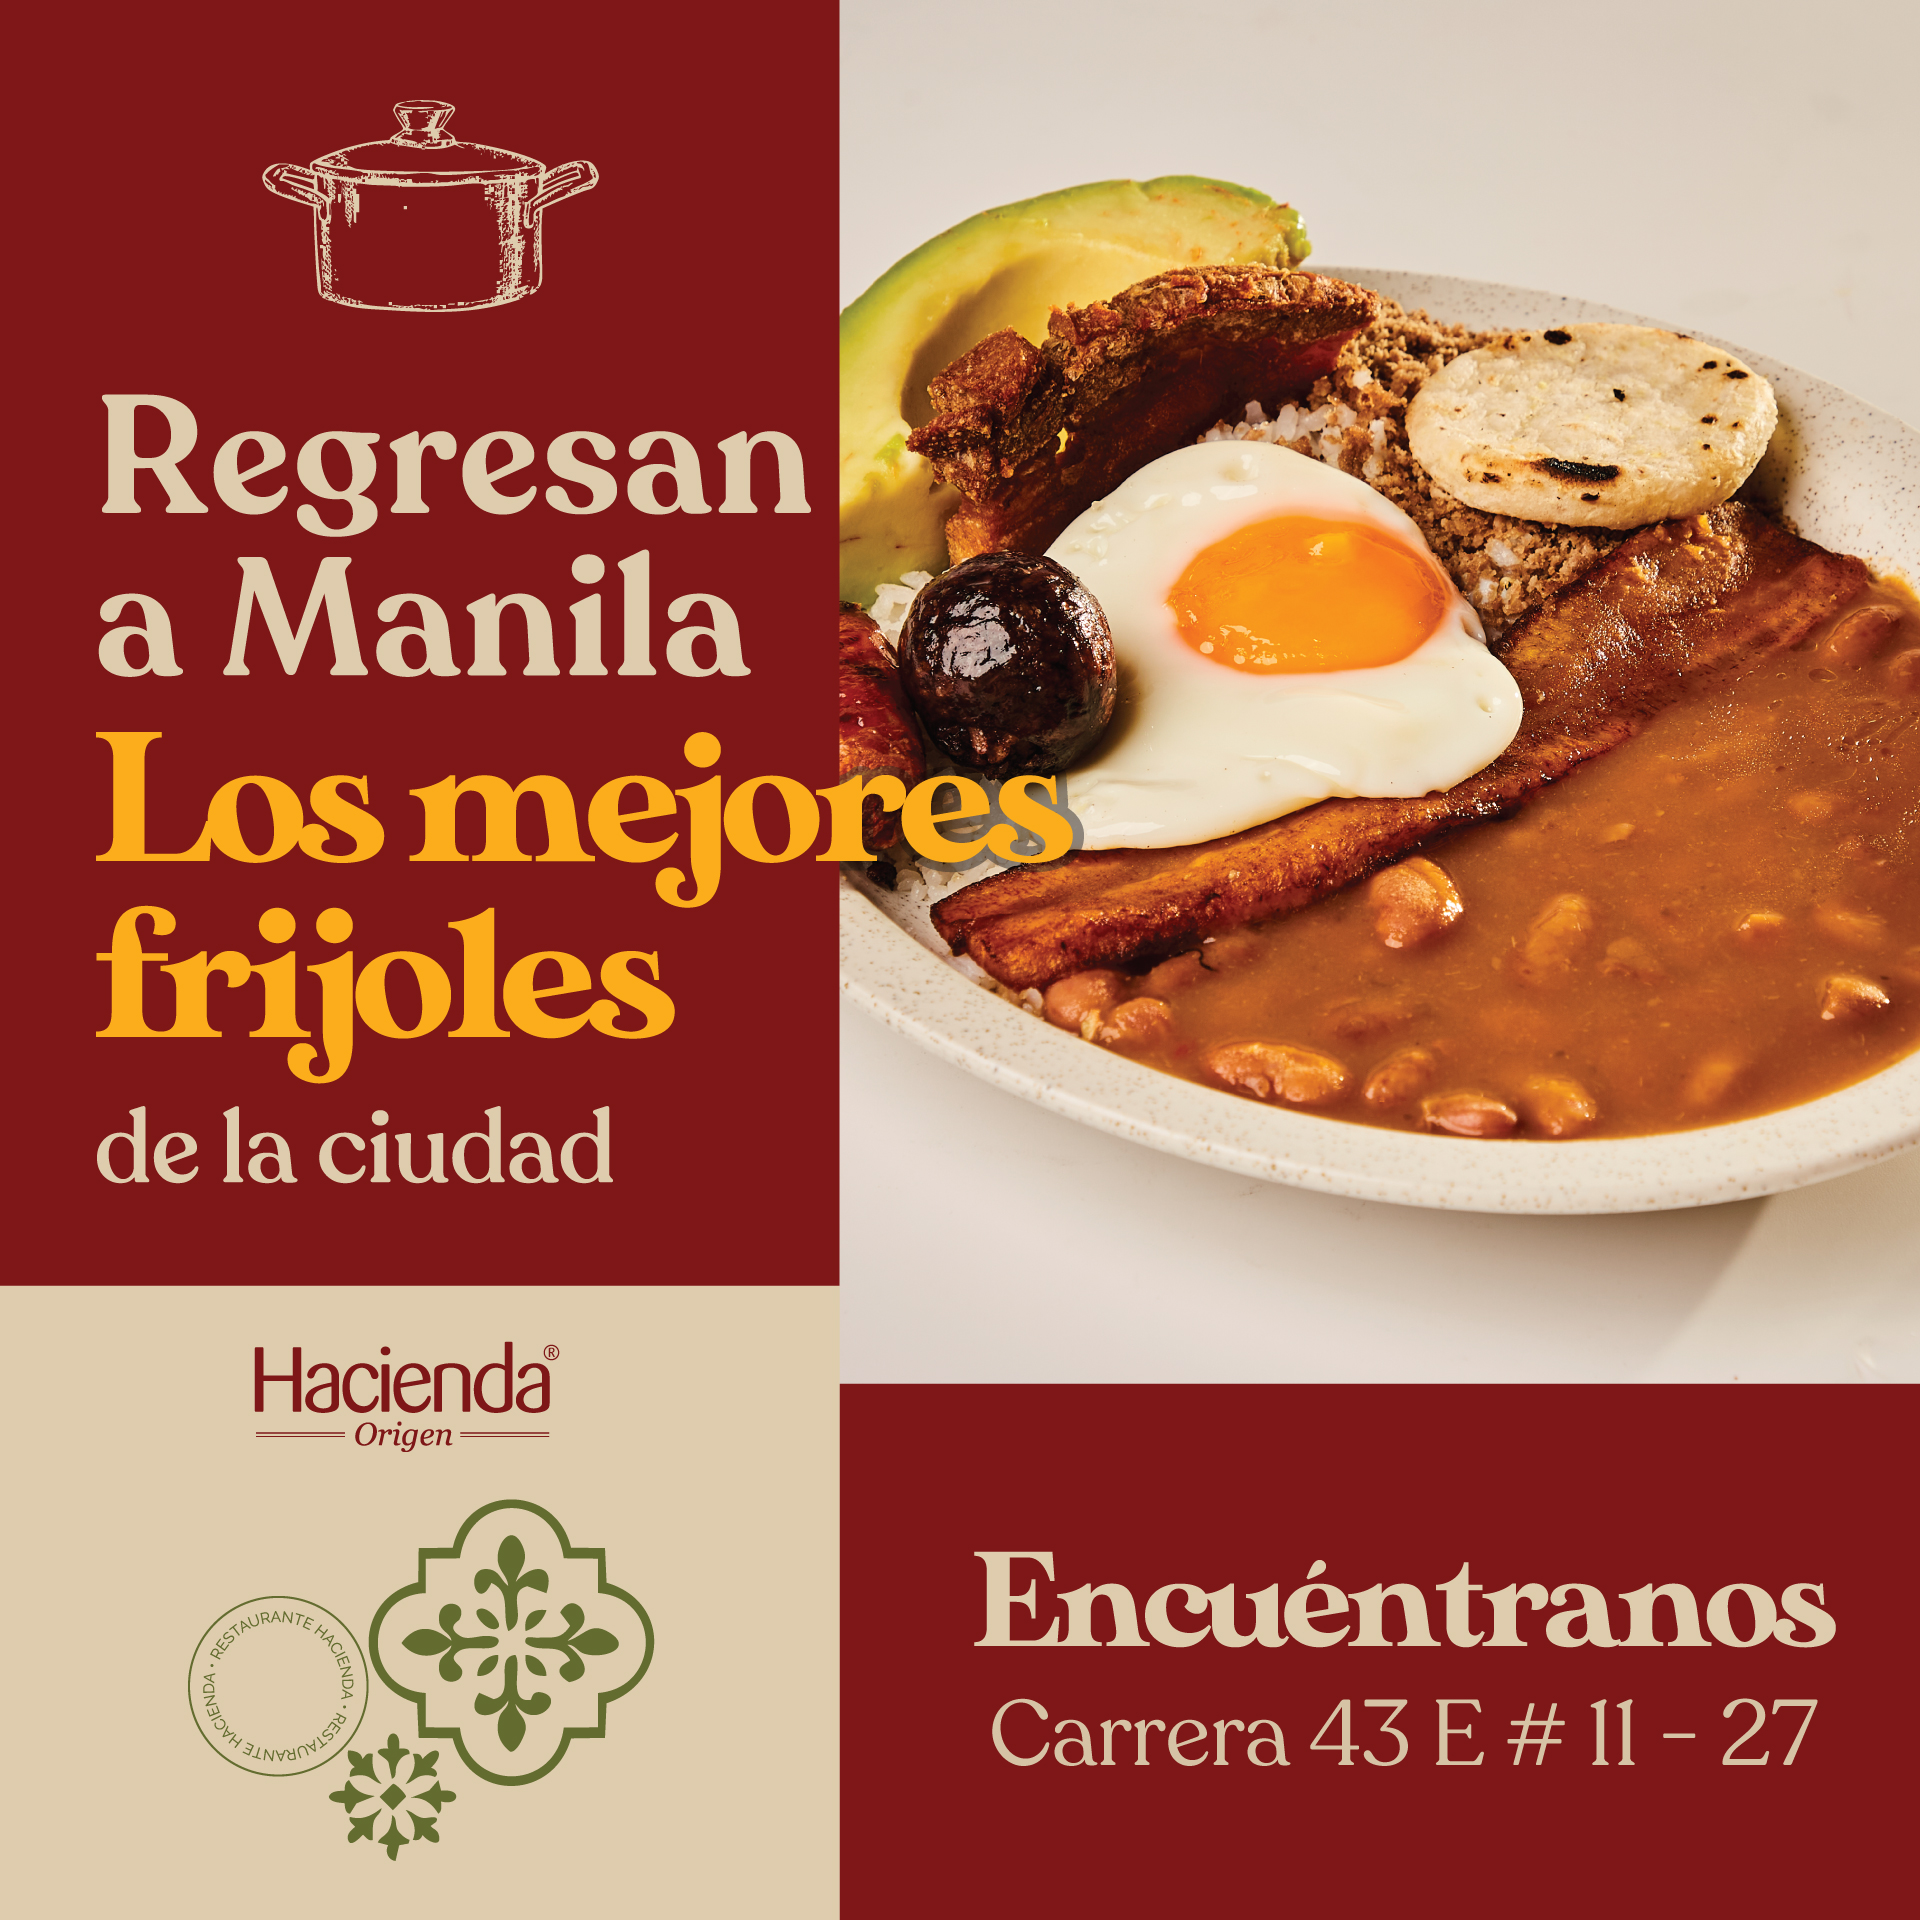 Regresan
a Manila
Los mejores
frijoles
de la ciudad
Hacienda®
Origen
RESTAURANTE HACIENDA • RESTAURANTE HACIENDA •
Encuéntranos
Carrera 43 E # 11 - 27